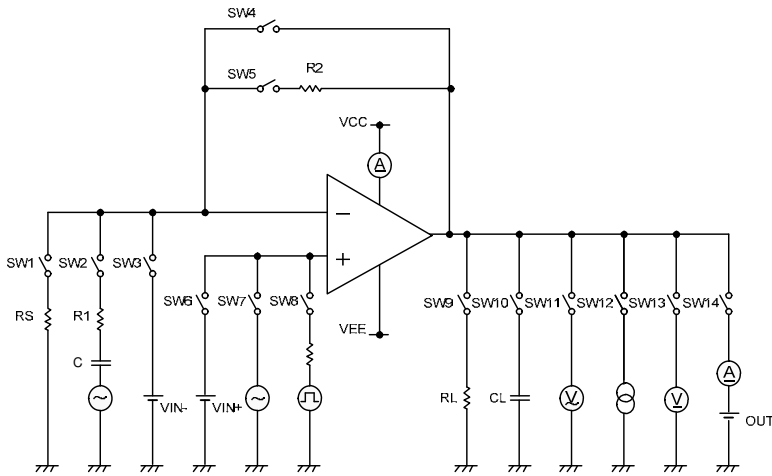 SW4
SW5
R2
VCC
A
−
+
SW1
SW2
SW3
SW6
SW7
SW8
VEE
SW9
SW10
SW11
SW12
SW13
SW14
RS
R1
C
VIN-
VIN+
RL
CL
V
V
A
OUT